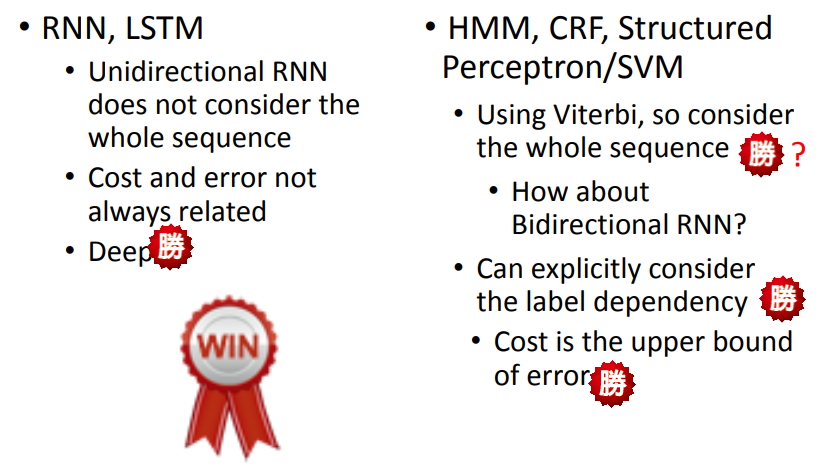 • RNN, LSTM
• Unidirectional RNN
does not consider the
whole sequence
• Cost and error not
always related
• Deep 勝
WIN
• HMM, CRF, Structured
Perceptron/SVM
• Using Viterbi, so consider
the whole sequence 勝 ?
• How about
Bidirectional RNN?
• Can explicitly consider
the label dependency 勝
• Cost is the upper bound
of error 勝